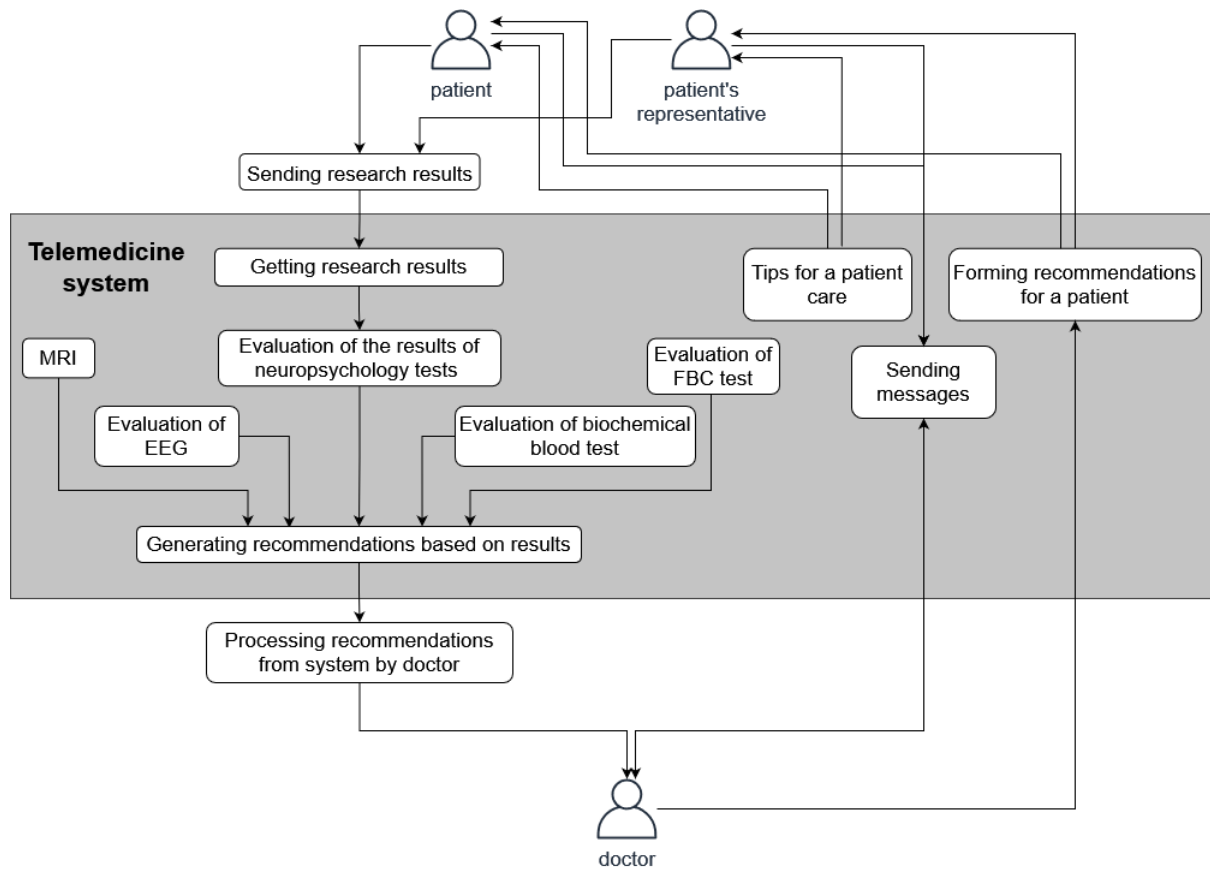 patient
patient's
representative
Sending research results
Telemedicine
system
Getting research results
Tips for a patient
care
Forming recommendations
for a patient
MRI
Evaluation of the results of
neuropsychology tests
Evaluation of
FBC test
Sending
messages
Evaluation of
EEG
Evaluation of biochemical
blood test
Generating recommendations based on results
Processing recommendations
from system by doctor
doctor